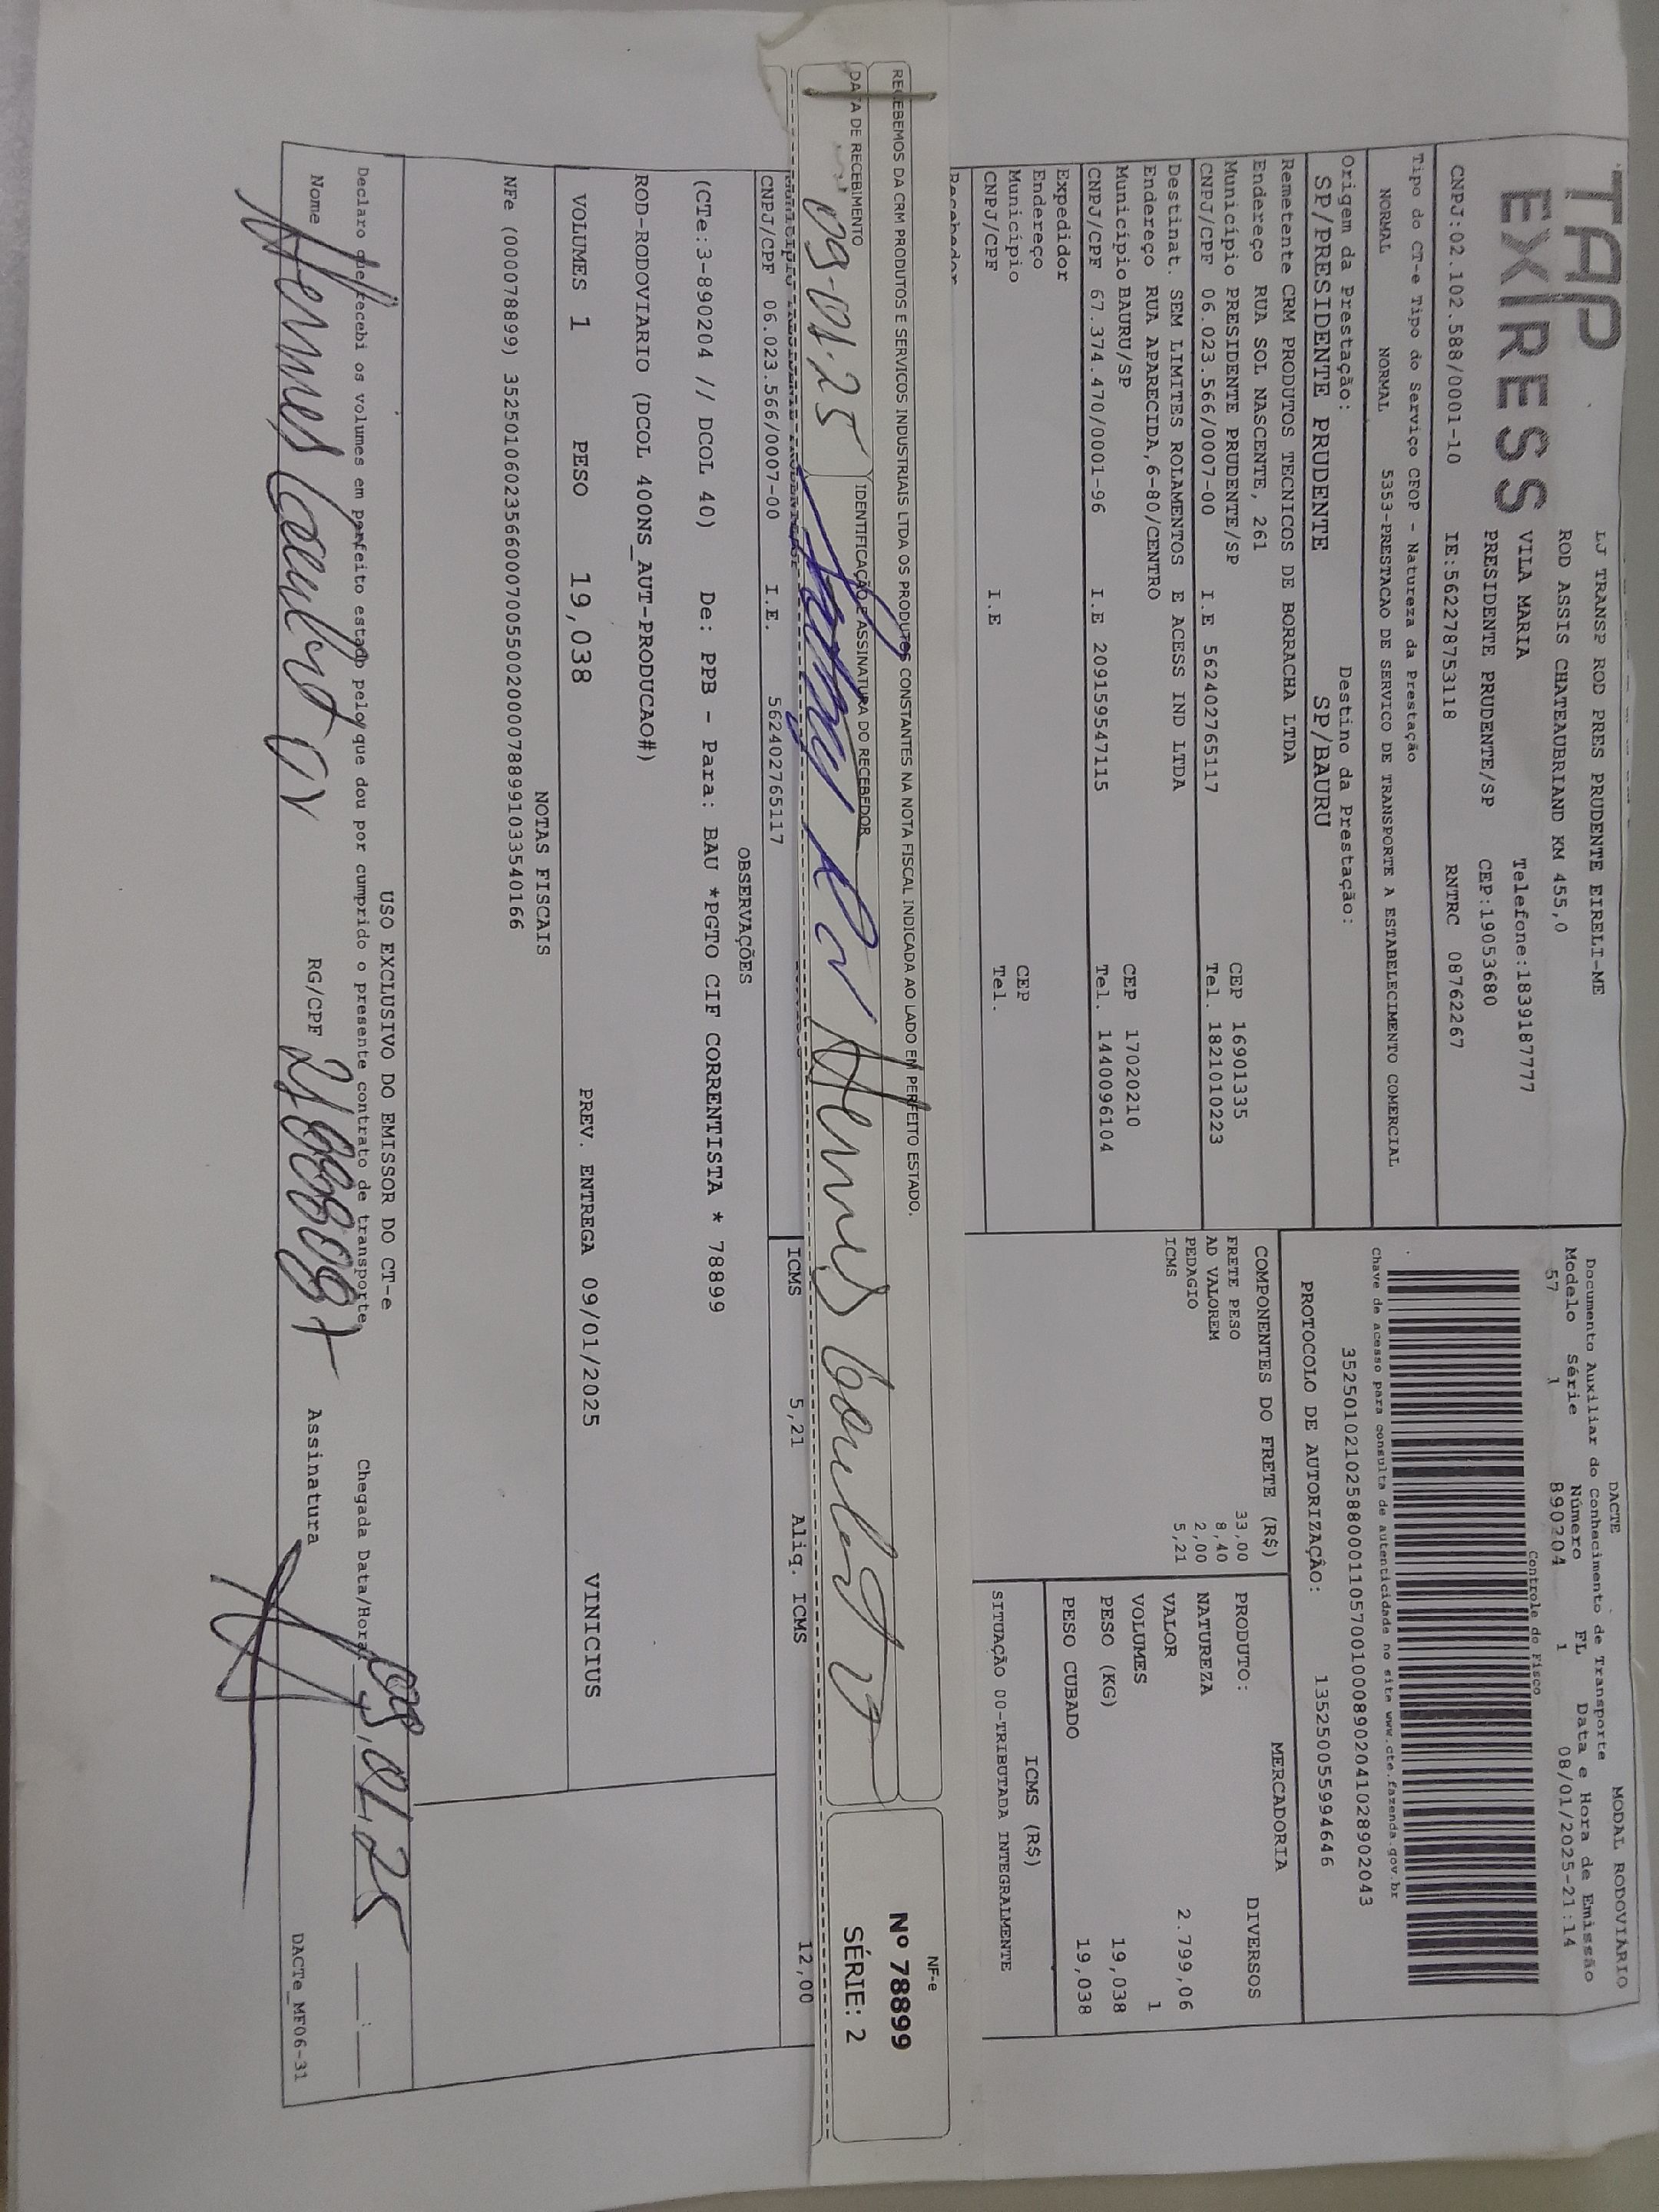 TAP
EXPRESS
LJ TRANSP ROD PRES PRUDENTE EIRELI-ME
ROD ASSIS CHATEAUBRIAND KM 455,0
VILA MARIA Telefone:1839187777
PRESIDENTE PRUDENTE/SP CEP:19053680
CNPJ:02.102.588/0001-10 IE:562278753118 RNTRC 08762267
DACTE MODAL RODOVIÁRIO
Documento Auxiliar do Conhecimento de Transporte
Modelo Série Número FL Data e Hora de Emissão
57 1 890204 1 08/01/2025-21:14
Controle do Fisco
Chave de acesso para consulta de autenticidade no site www.cte.fazenda.gov.br
35250102102588000110570010008902041028902043
PROTOCOLO DE AUTORIZAÇÃO: 135250055994646
Tipo do CT-e Tipo do Serviço CFOP - Natureza da Prestação
NORMAL NORMAL 5353-PRESTACAO DE SERVICO DE TRANSPORTE A ESTABELECIMENTO COMERCIAL
Origem da Prestação: Destino da Prestação:
SP/PRESIDENTE PRUDENTE SP/BAURU
Remetente CRM PRODUTOS TECNICOS DE BORRACHA LTDA
Endereço RUA SOL NASCENTE, 261
Município PRESIDENTE PRUDENTE/SP CEP 16901335
CNPJ/CPF 06.023.566/0007-00 I.E 562402765117 Tel. 1821010223
Destinat. SEM LIMITES ROLAMENTOS E ACESS IND LTDA
Endereço RUA APARECIDA,6-80/CENTRO
Município BAURU/SP CEP 17020210
CNPJ/CPF 67.374.470/0001-96 I.E 209159547115 Tel. 1440096104
Expedidor
Endereço
Município CEP
CNPJ/CPF I.E Tel.
Recebedor
COMPONENTES DO FRETE (R$)
FRETE PESO 33,00
AD VALOREM 8,40
PEDAGIO 2,00
ICMS 5,21
MERCADORIA
PRODUTO: DIVERSOS
NATUREZA
VALOR 2.799,06
VOLUMES 1
PESO (KG) 19,038
PESO CUBADO 19,038
ICMS (R$)
SITUAÇÃO 00-TRIBUTADA INTEGRALMENTE
RECEBEMOS DA CRM PRODUTOS E SERVICOS INDUSTRIAIS LTDA OS PRODUTOS CONSTANTES NA NOTA FISCAL INDICADA AO LADO EM PERFEITO ESTADO.
DATA DE RECEBIMENTO IDENTIFICAÇÃO E ASSINATURA DO RECEBEDOR
09-01-25 Hermes
NF-e
Nº 78899
SÉRIE: 2
CNPJ/CPF 06.023.566/0007-00 I.E. 562402765117
ICMS 5,21 Aliq. ICMS 12,00
OBSERVAÇÕES
(CTe:3-890204 // DCOL 40) De: PPB - Para: BAU *PGTO CIF CORRENTISTA * 78899
ROD-RODOVIARIO (DCOL 400NS_AUT-PRODUCAO#)
VOLUMES 1 PESO 19,038 PREV. ENTREGA 09/01/2025 VINICIUS
NOTAS FISCAIS
NFe (000078899) 35250106023566000700550020000788991033540166
USO EXCLUSIVO DO EMISSOR DO CT-e
Declaro que recebi os volumes em perfeito estado pelo que dou por cumprido o presente contrato de transporte Chegada Data/Hora 09,01,25 ___:___
Nome Hermes RG/CPF Assinatura
DACTe_MF06-31